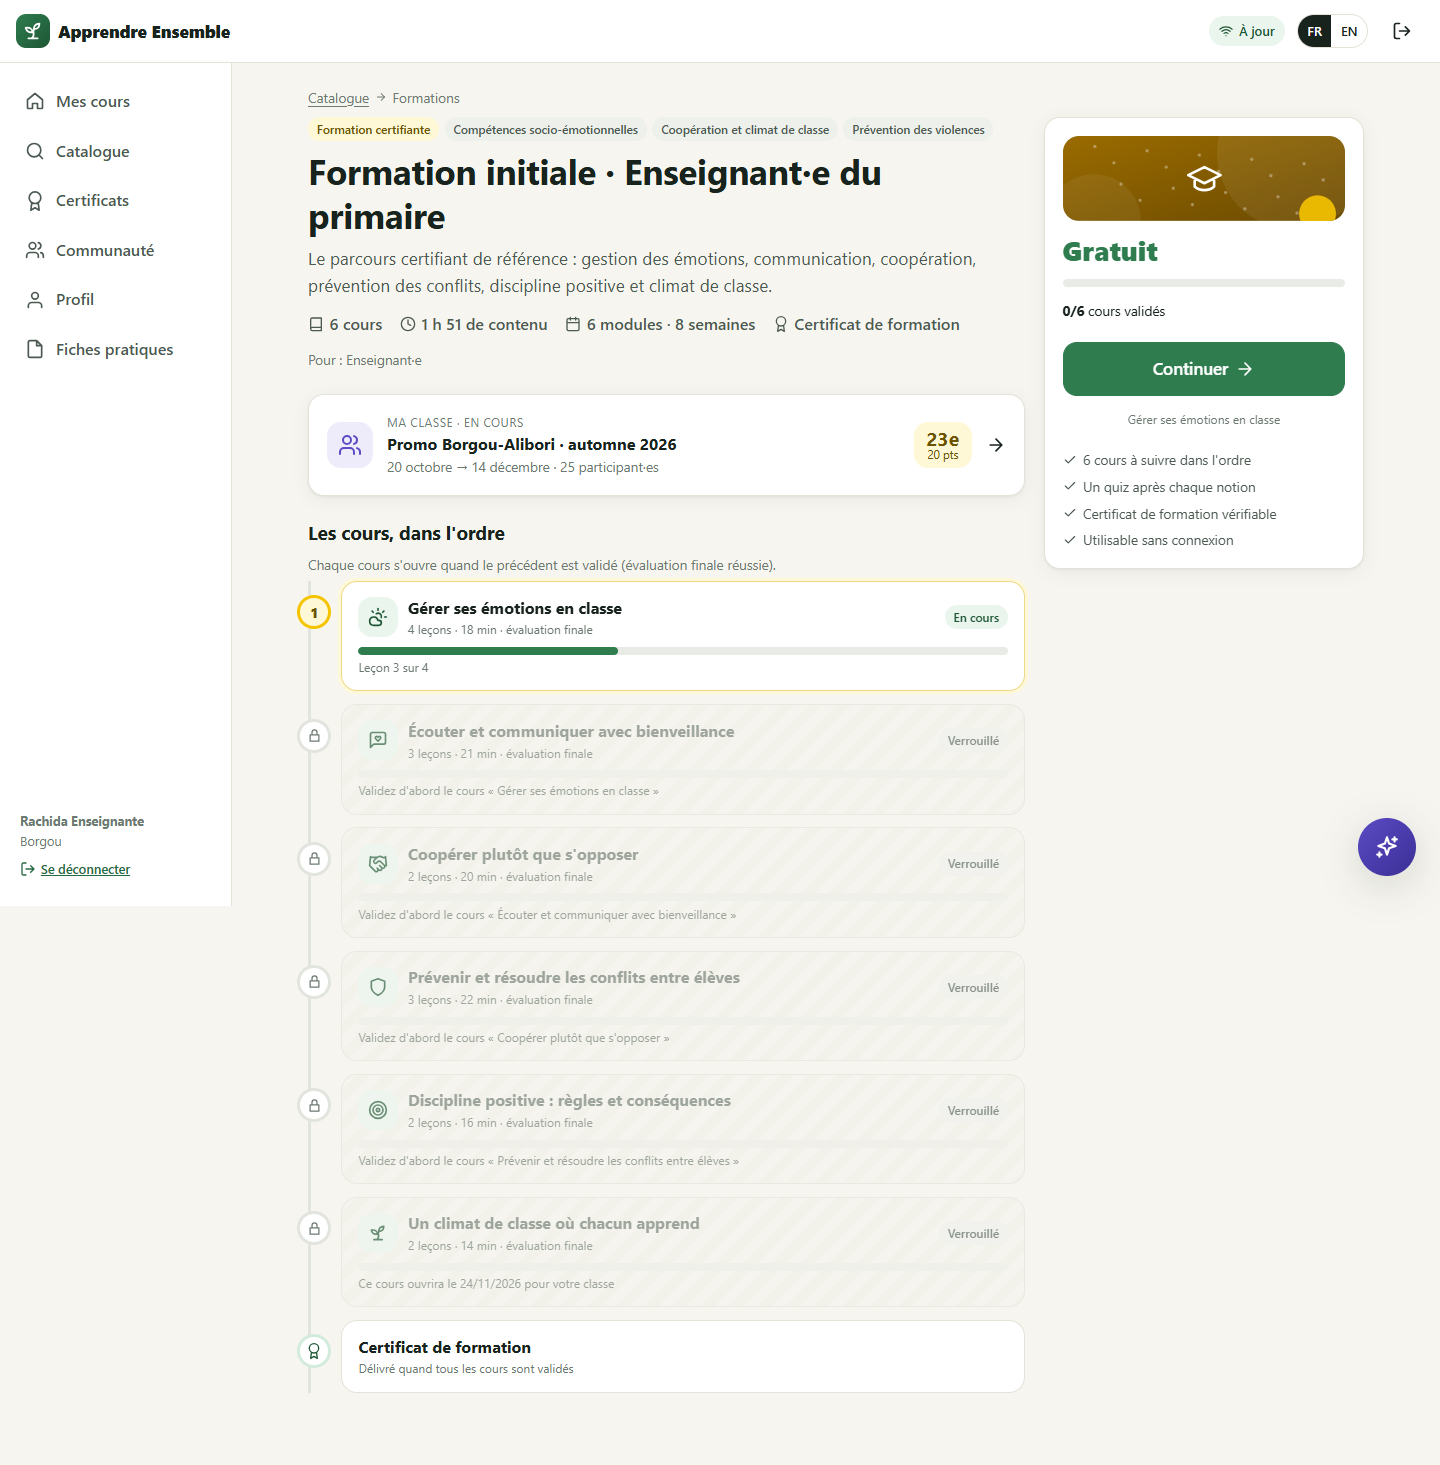 Apprendre Ensemble
À jour
FR
EN
Mes cours
Catalogue
Certificats
Communauté
Profil
Fiches pratiques
Rachida Enseignante
Borgou
Se déconnecter
Catalogue → Formations
Formation certifiante
Compétences socio-émotionnelles
Coopération et climat de classe
Prévention des violences
Formation initiale · Enseignant·e du
primaire
Le parcours certifiant de référence : gestion des émotions, communication, coopération,
prévention des conflits, discipline positive et climat de classe.
6 cours
1 h 51 de contenu
6 modules · 8 semaines
Certificat de formation
Pour : Enseignant·e
MA CLASSE · EN COURS
Promo Borgou-Alibori · automne 2026
20 octobre → 14 décembre · 25 participant·es
23e
20 pts
Les cours, dans l'ordre
Chaque cours s'ouvre quand le précédent est validé (évaluation finale réussie).
1
Gérer ses émotions en classe
4 leçons · 18 min · évaluation finale
En cours
Leçon 3 sur 4
Écouter et communiquer avec bienveillance
3 leçons · 21 min · évaluation finale
Verrouillé
Validez d'abord le cours « Gérer ses émotions en classe »
Coopérer plutôt que s'opposer
2 leçons · 20 min · évaluation finale
Verrouillé
Validez d'abord le cours « Écouter et communiquer avec bienveillance »
Prévenir et résoudre les conflits entre élèves
3 leçons · 22 min · évaluation finale
Verrouillé
Validez d'abord le cours « Coopérer plutôt que s'opposer »
Discipline positive : règles et conséquences
2 leçons · 16 min · évaluation finale
Verrouillé
Validez d'abord le cours « Prévenir et résoudre les conflits entre élèves »
Un climat de classe où chacun apprend
2 leçons · 14 min · évaluation finale
Verrouillé
Ce cours ouvrira le 24/11/2026 pour votre classe
Certificat de formation
Délivré quand tous les cours sont validés
Gratuit
0/6 cours validés
Continuer →
Gérer ses émotions en classe
6 cours à suivre dans l'ordre
Un quiz après chaque notion
Certificat de formation vérifiable
Utilisable sans connexion